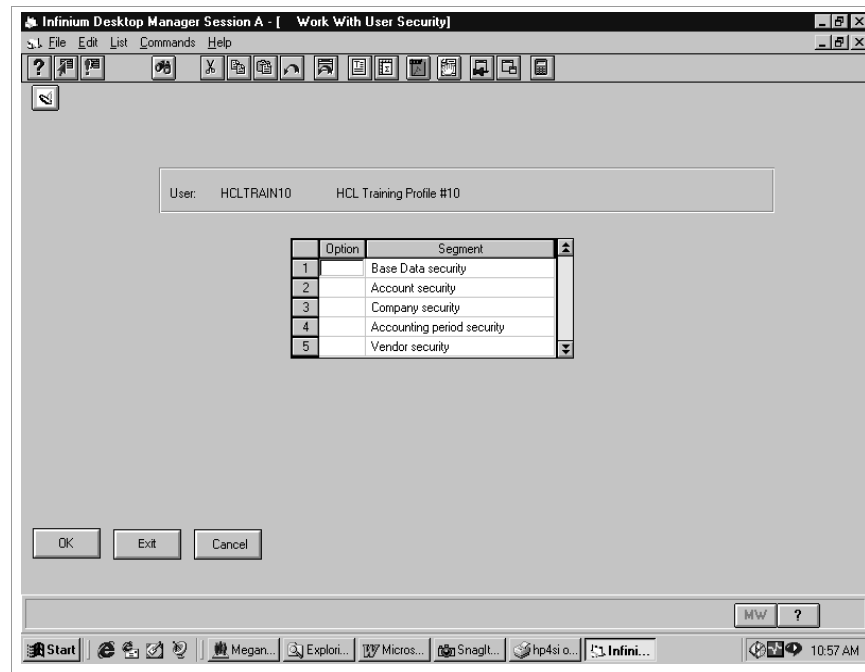 Infinium Desktop Manager Session A - [ Work With User Security]
File Edit List Commands Help
?
User: HCLTRAIN10 HCL Training Profile #10
Option Segment
1 Base Data security
2 Account security
3 Company security
4 Accounting period security
5 Vendor security
OK Exit Cancel
MW ?
Start Megan... Explori... Micros... SnagIt... hp4si o... Infini... 10:57 AM